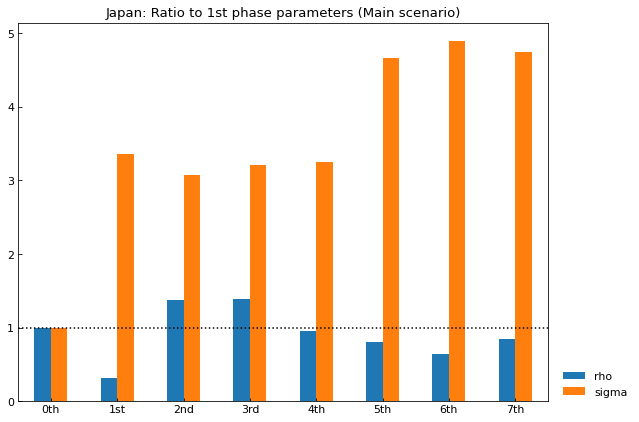 Japan: Ratio to 1st phase parameters (Main scenario)
5
4
3
2
1
0
0th 1st 2nd 3rd 4th 5th 6th 7th
rho
sigma